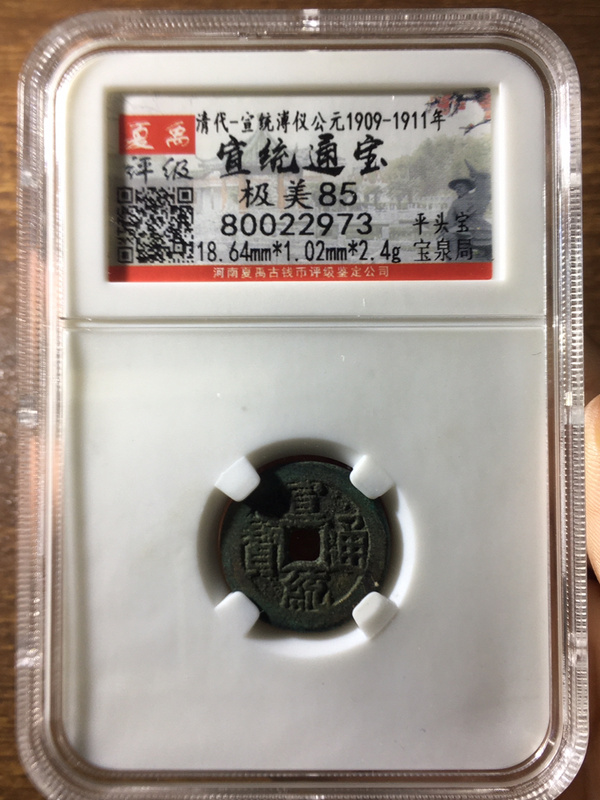 夏禹
评级
清代-宣统溥仪公元1909-1911年
宣统通宝
极美85
80022973
平头宝
18.64mm*1.02mm*2.4g
宝泉局
河南夏禹古钱币评级鉴定公司
宣統通寶